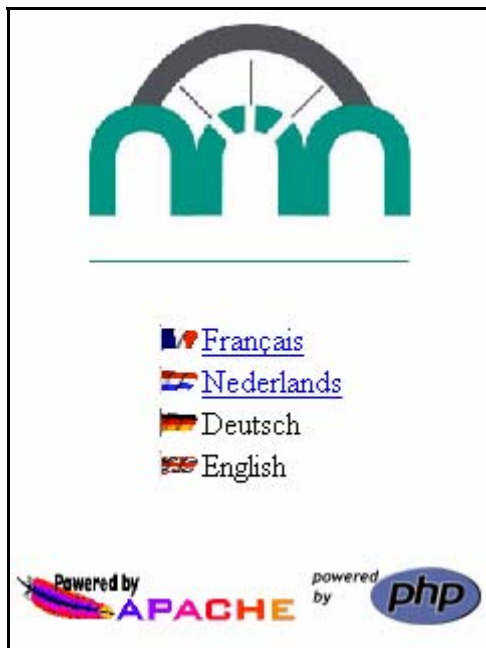 Français
Nederlands
Deutsch
English
Powered by
APACHE
powered
by
php